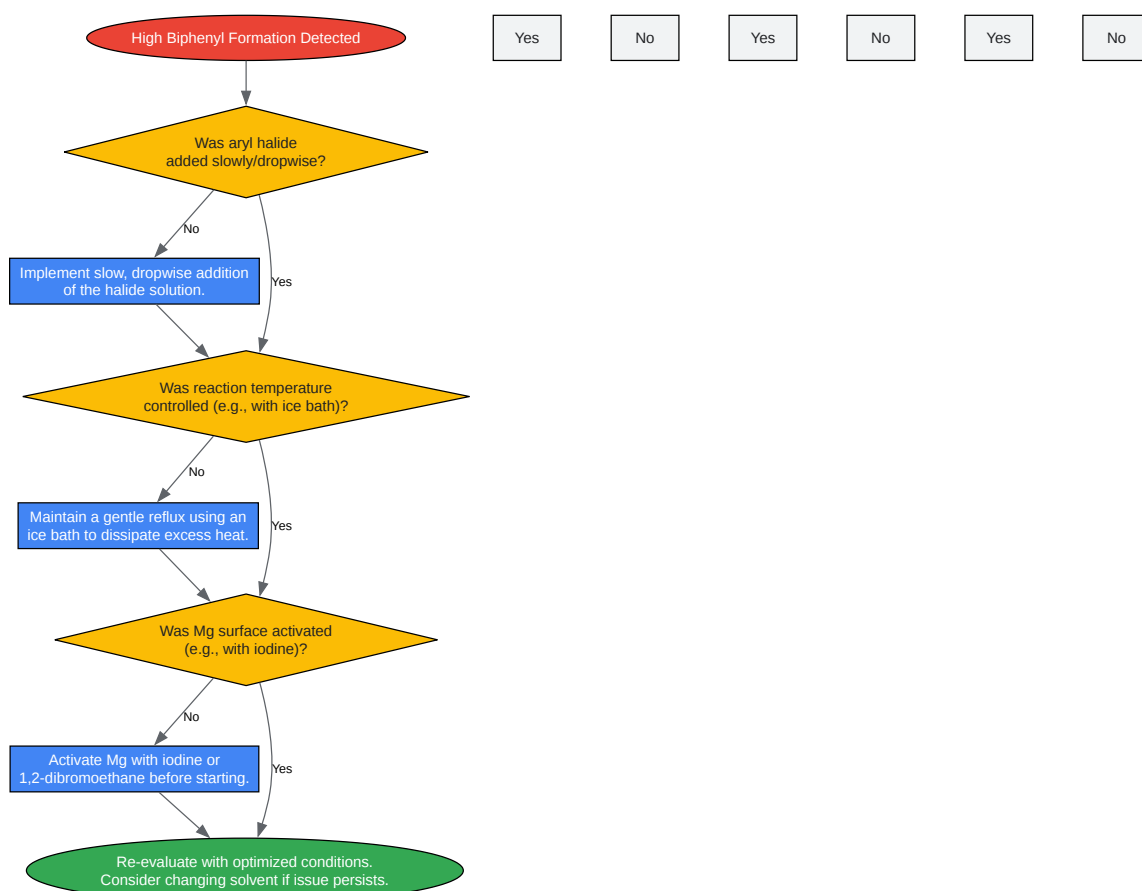 High Biphenyl Formation Detected
Yes
No
Yes
No
Yes
No
Was aryl halide
added slowly/dropwise?
No
Yes
Implement slow, dropwise addition
of the halide solution.
Was reaction temperature
controlled (e.g., with ice bath)?
No
Yes
Maintain a gentle reflux using an
ice bath to dissipate excess heat.
Was Mg surface activated
(e.g., with iodine)?
No
Yes
Activate Mg with iodine or
1,2-dibromoethane before starting.
Re-evaluate with optimized conditions.
Consider changing solvent if issue persists.